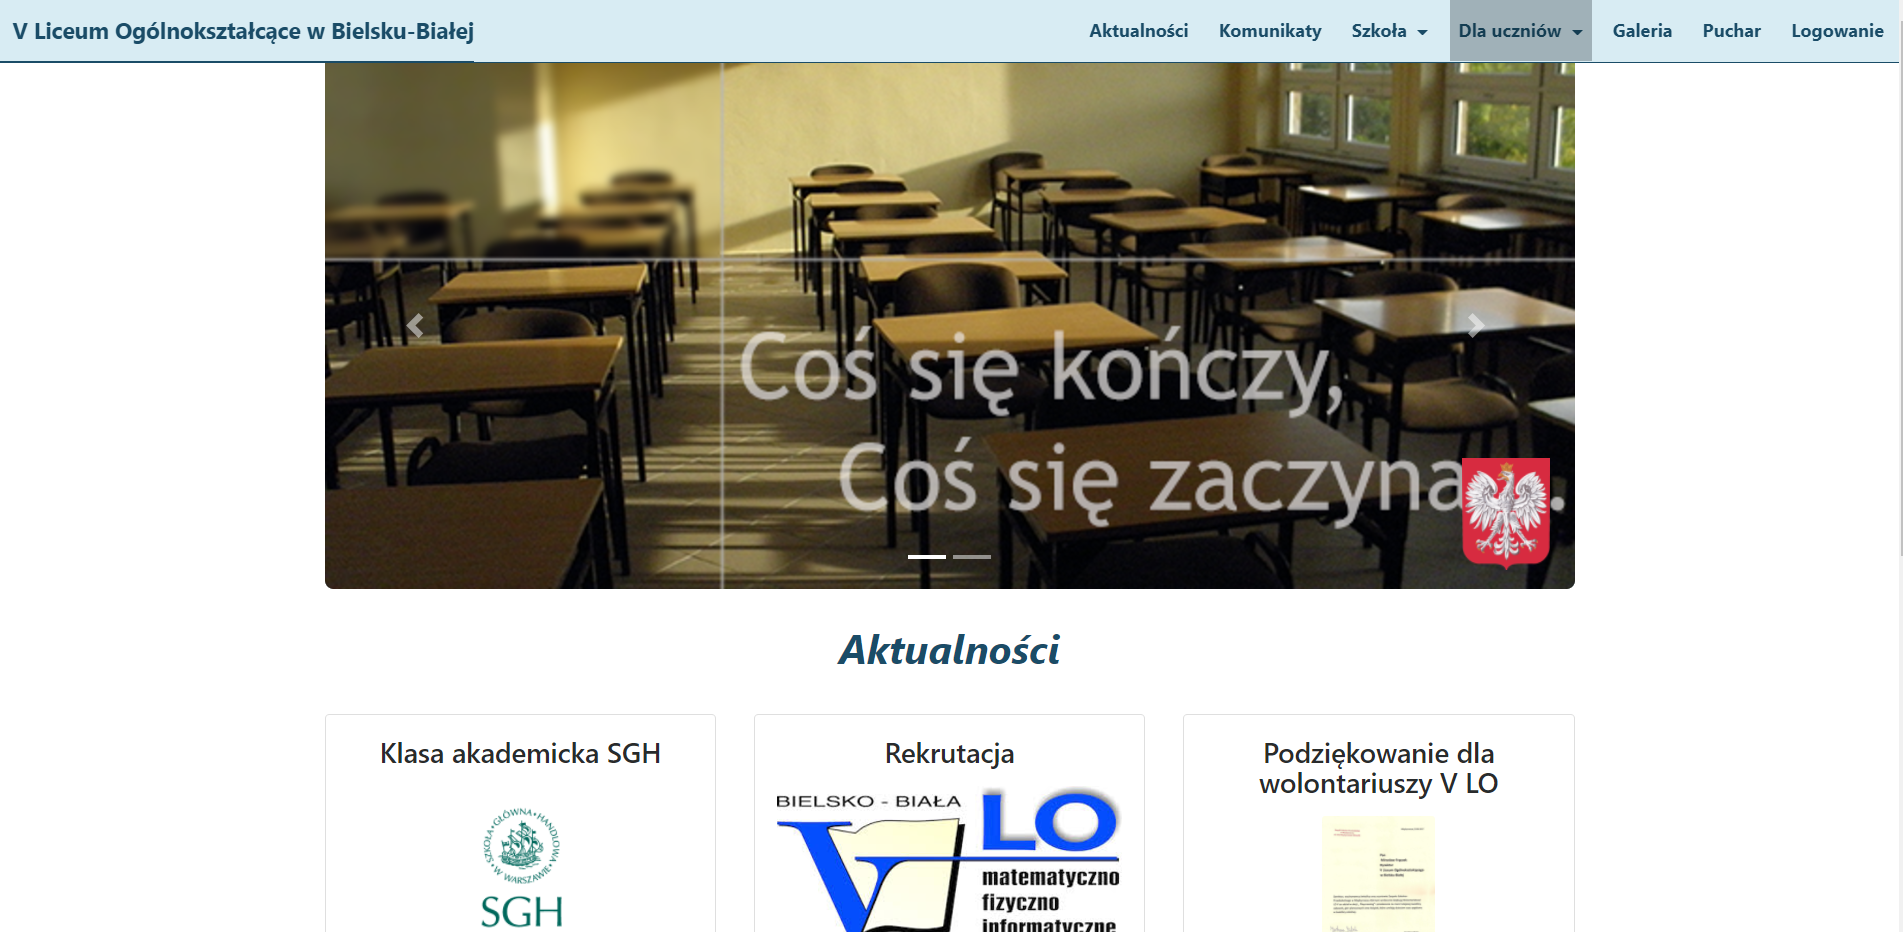 V Liceum Ogólnokształcące w Bielsku-Białej
Aktualności
Komunikaty
Szkoła
Dla uczniów
Galeria
Puchar
Logowanie
Coś się kończy,
Coś się zaczyna
Aktualności
Klasa akademicka SGH
SZKOŁA • GŁÓWNA • HANDLOWA • W WARSZAWIE •
SGH
Rekrutacja
BIELSKO - BIAŁA
V LO
matematyczno
fizyczno
informatyczne
Podziękowanie dla
wolontariuszy V LO